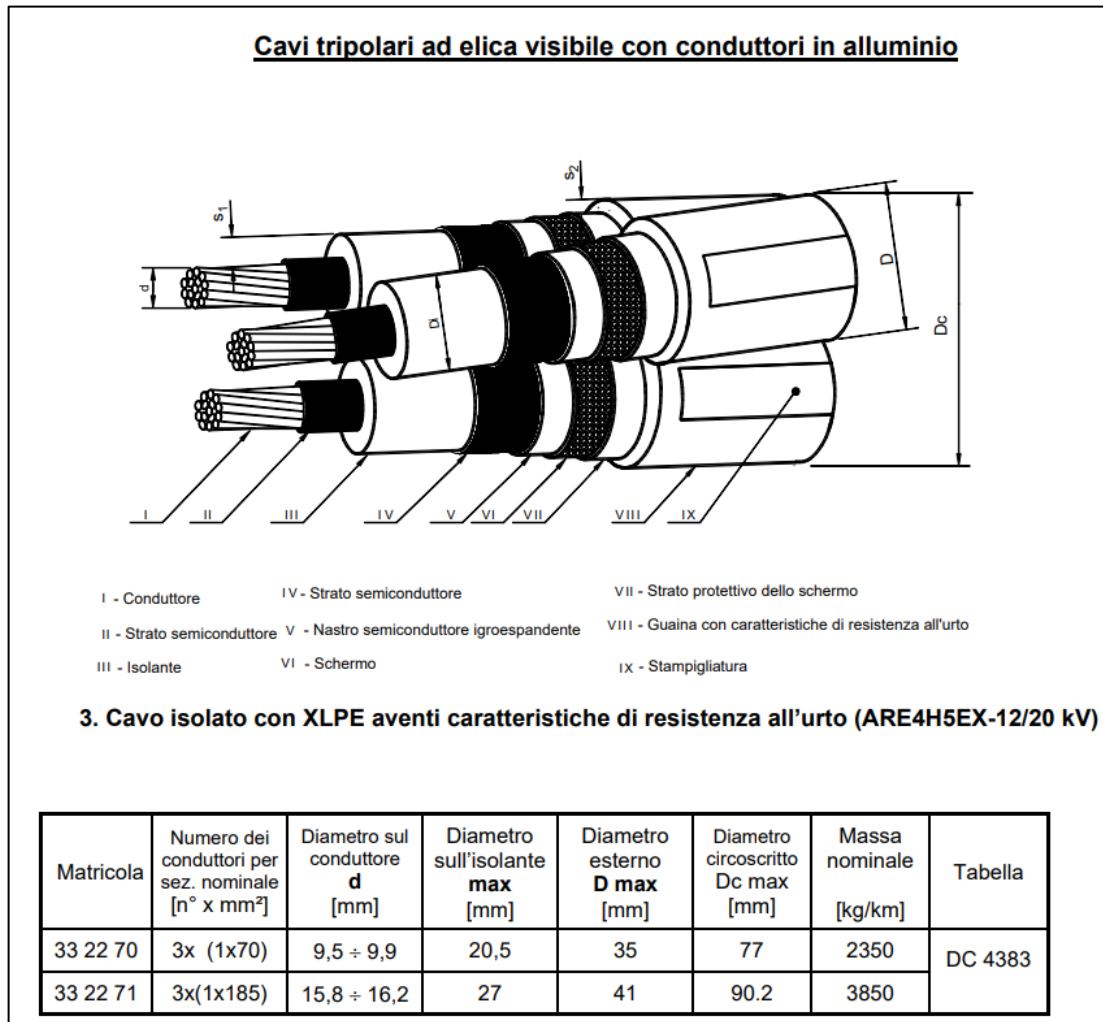 Cavi tripolari ad elica visibile con conduttori in alluminio
s1
s2
d
Di
D
Dc
I
II
III
IV
V
VI
VII
VIII
IX
I - Conduttore
IV - Strato semiconduttore
VII - Strato protettivo dello schermo
II - Strato semiconduttore
V - Nastro semiconduttore igroespandente
VIII - Guaina con caratteristiche di resistenza all'urto
III - Isolante
VI - Schermo
IX - Stampigliatura
3. Cavo isolato con XLPE aventi caratteristiche di resistenza all'urto (ARE4H5EX-12/20 kV)
Matricola
Numero dei
conduttori per
sez. nominale
[n° x mm²]
Diametro sul
conduttore
d
[mm]
Diametro
sull'isolante
max
[mm]
Diametro
esterno
D max
[mm]
Diametro
circoscritto
Dc max
[mm]
Massa
nominale
[kg/km]
Tabella
33 22 70 3x (1x70) 9,5 ÷ 9,9 20,5 35 77 2350 DC 4383
33 22 71 3x(1x185) 15,8 ÷ 16,2 27 41 90.2 3850